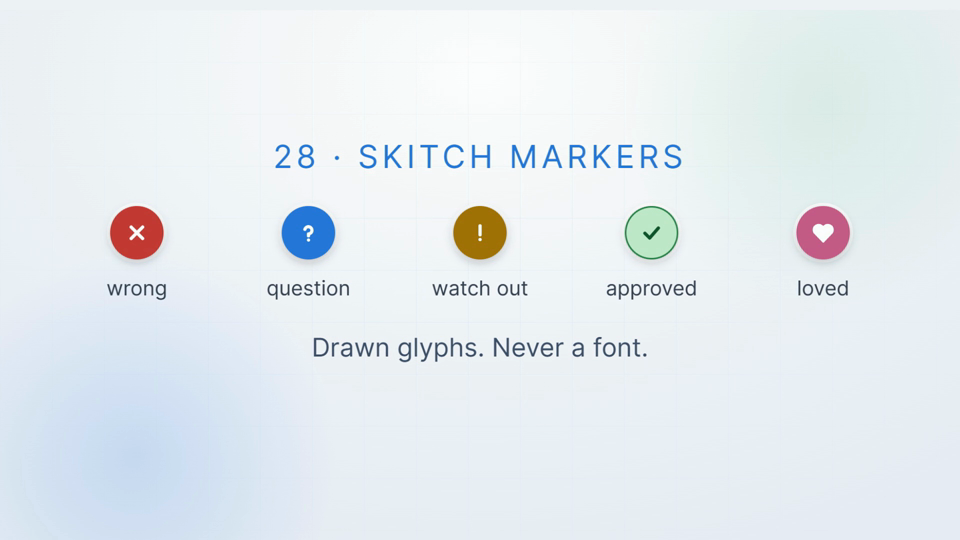 28 · SKITCH MARKERS
? !
wrong question watch out approved loved
Drawn glyphs. Never a font.